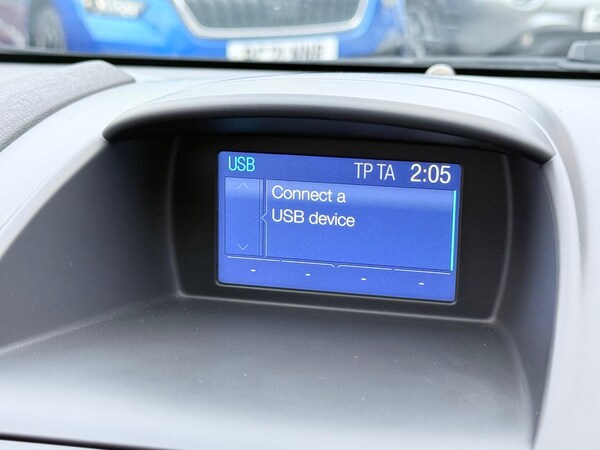 USB TP TA 2:05
Connect a
USB device